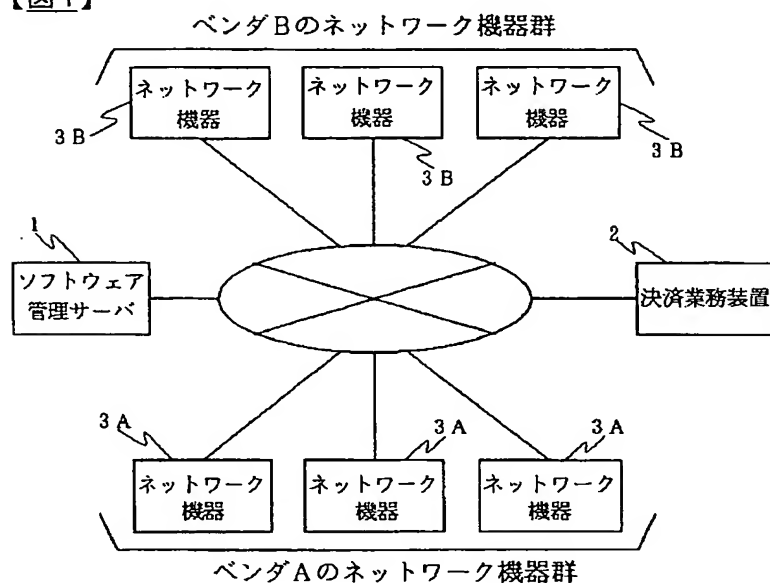 【図1】
ベンダBのネットワーク機器群
ネットワーク
機器
ネットワーク
機器
ネットワーク
機器
3B
3B
3B
1
ソフトウェア
管理サーバ
2
決済業務装置
3A
3A
3A
ネットワーク
機器
ネットワーク
機器
ネットワーク
機器
ベンダAのネットワーク機器群